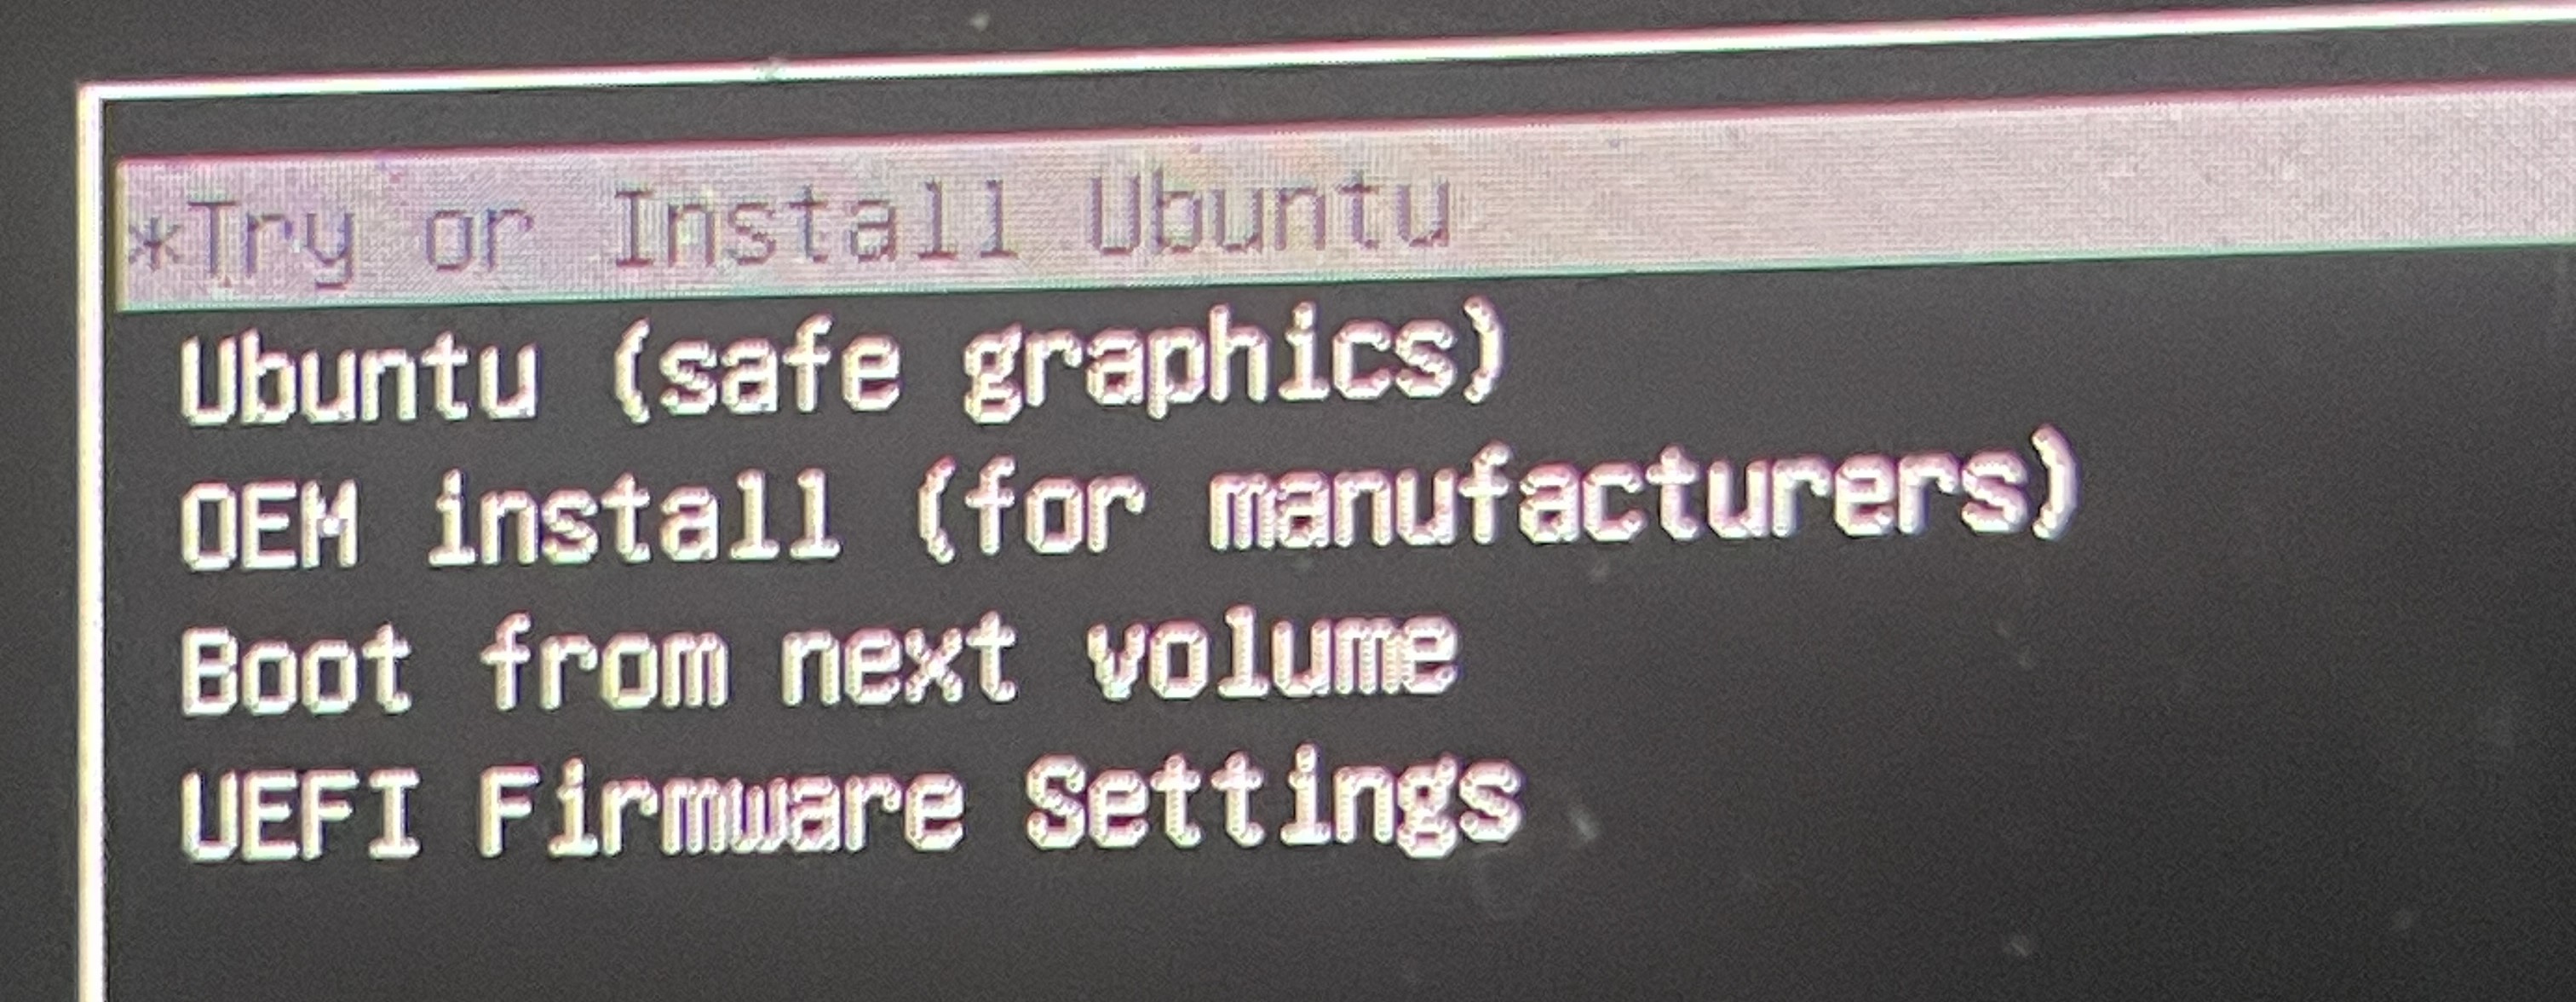 *Try or Install Ubuntu
Ubuntu (safe graphics)
OEM install (for manufacturers)
Boot from next volume
UEFI Firmware Settings